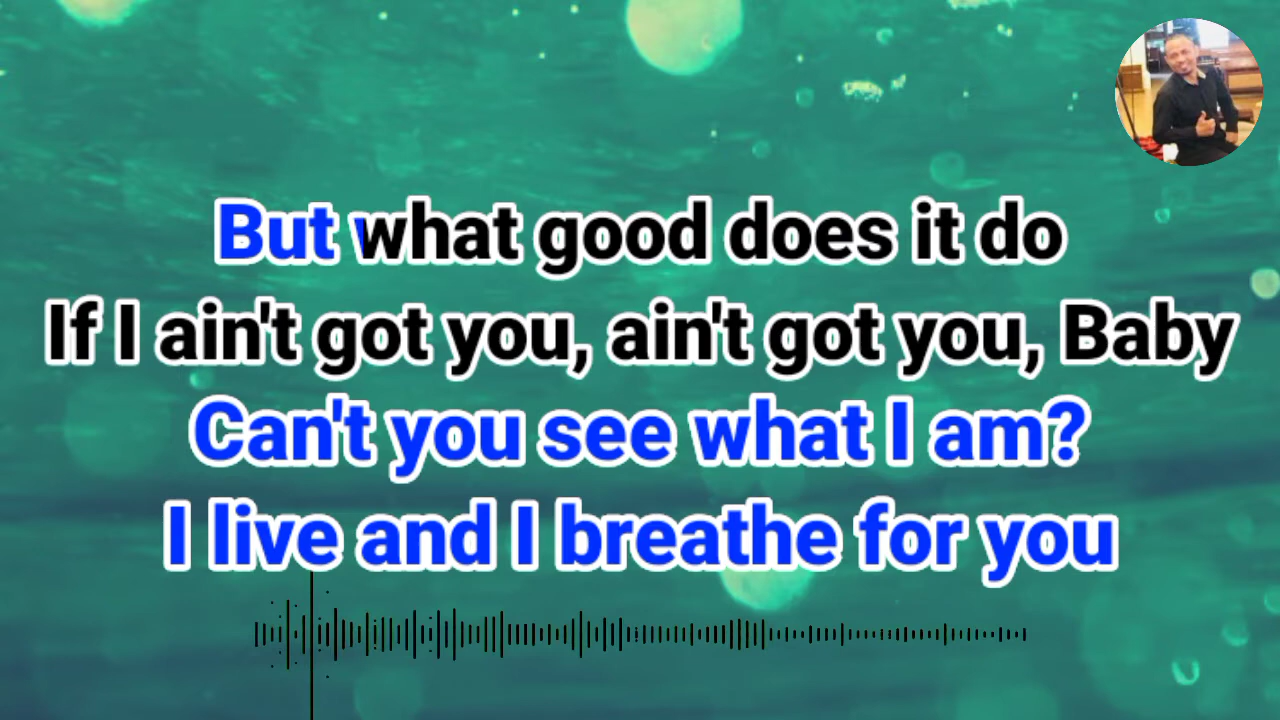 But what good does it do
If I ain't got you, ain't got you, Baby
Can't you see what I am?
I live and I breathe for you